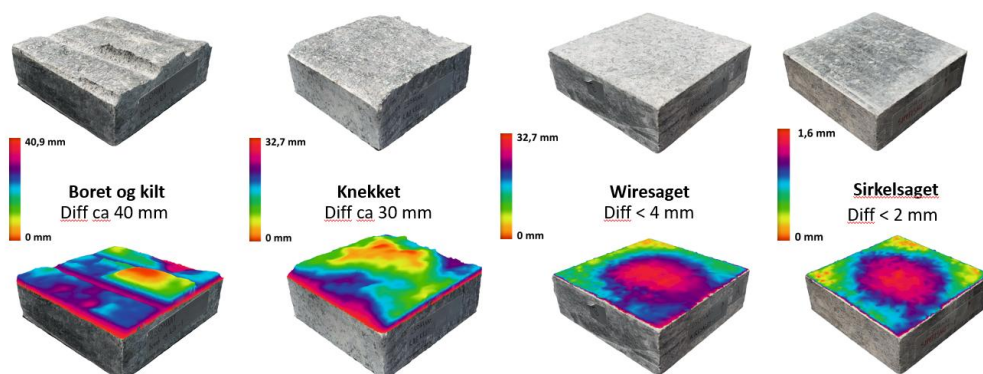 40,9 mm
Boret og kilt
Diff ca 40 mm
0 mm
32,7 mm
Knekket
Diff ca 30 mm
0 mm
32,7 mm
Wiresaget
Diff < 4 mm
0 mm
1,6 mm
Sirkelsaget
Diff < 2 mm
0 mm